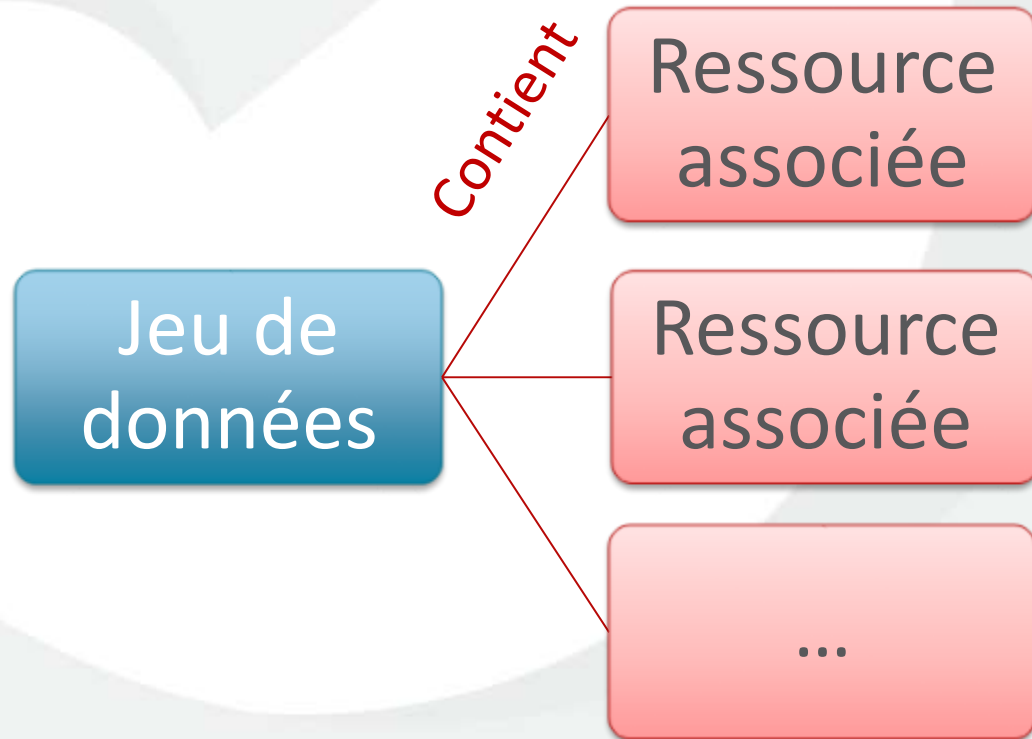 Contient
Ressource
associée
Jeu de
données
Ressource
associée
...